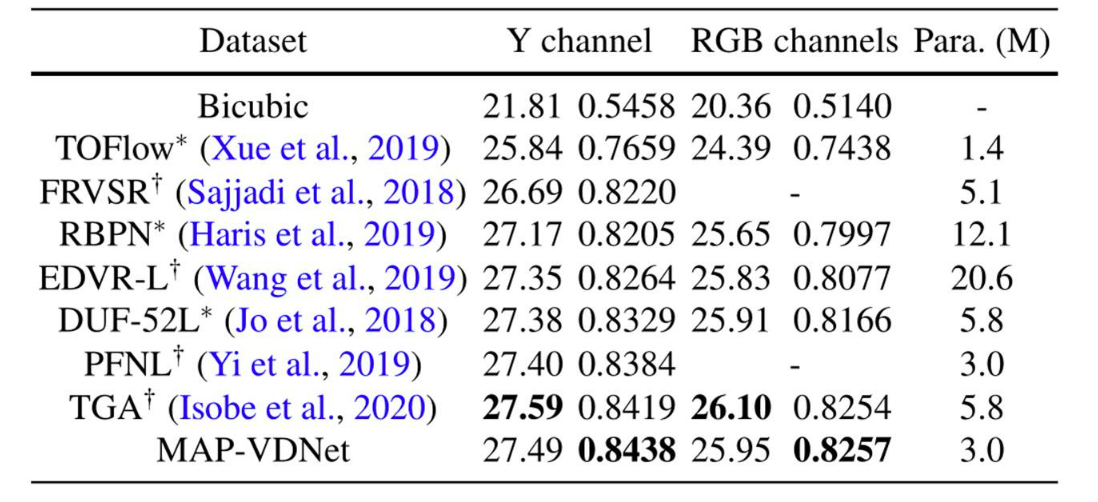 Dataset Y channel RGB channels Para. (M)
Bicubic 21.81 0.5458 20.36 0.5140 -
TOFlow* (Xue et al., 2019) 25.84 0.7659 24.39 0.7438 1.4
FRVSR† (Sajjadi et al., 2018) 26.69 0.8220 - 5.1
RBPN* (Haris et al., 2019) 27.17 0.8205 25.65 0.7997 12.1
EDVR-L† (Wang et al., 2019) 27.35 0.8264 25.83 0.8077 20.6
DUF-52L* (Jo et al., 2018) 27.38 0.8329 25.91 0.8166 5.8
PFNL† (Yi et al., 2019) 27.40 0.8384 - 3.0
TGA† (Isobe et al., 2020) 27.59 0.8419 26.10 0.8254 5.8
MAP-VDNet 27.49 0.8438 25.95 0.8257 3.0